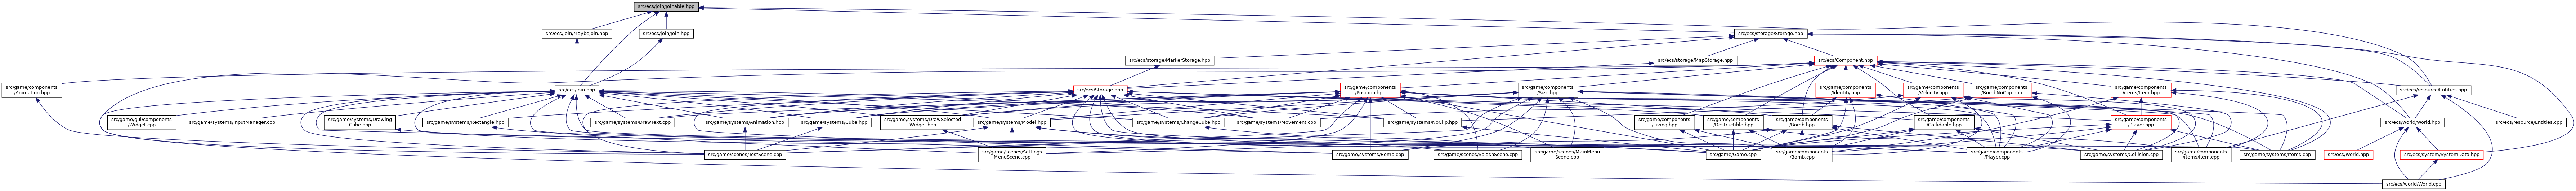 src/ecs/join/Joinable.hpp
src/ecs/join/MaybeJoin.hpp
src/ecs/join/Join.hpp
src/ecs/storage/Storage.hpp
src/ecs/storage/MarkerStorage.hpp
src/ecs/storage/MapStorage.hpp
src/ecs/Component.hpp
src/game/components
/Animation.hpp
src/ecs/Join.hpp
src/ecs/Storage.hpp
src/game/components
/Position.hpp
src/game/components
/Size.hpp
src/game/components
/Identity.hpp
src/game/components
/Velocity.hpp
src/game/components
/BombNoClip.hpp
src/game/components
/items/Item.hpp
src/ecs/resource/Entities.hpp
src/game/gui/components
/Widget.cpp
src/game/systems/InputManager.cpp
src/game/systems/Drawing
Cube.hpp
src/game/systems/Rectangle.hpp
src/game/systems/DrawText.cpp
src/game/systems/Animation.hpp
src/game/systems/Cube.hpp
src/game/systems/DrawSelected
Widget.hpp
src/game/systems/Model.hpp
src/game/systems/ChangeCube.hpp
src/game/systems/Movement.cpp
src/game/systems/NoClip.hpp
src/game/components
/Living.hpp
src/game/components
/Destructible.hpp
src/game/components
/Bomb.hpp
src/game/components
/Collidable.hpp
src/game/components
/Player.hpp
src/ecs/world/World.hpp
src/ecs/resource/Entities.cpp
src/game/scenes/TestScene.cpp
src/game/scenes/Settings
MenuScene.cpp
src/game/systems/Bomb.cpp
src/game/scenes/SplashScene.cpp
src/game/scenes/MainMenu
Scene.cpp
src/game/Game.cpp
src/game/components
/Bomb.cpp
src/game/components
/Player.cpp
src/game/systems/Collision.cpp
src/game/components
/items/Item.cpp
src/game/systems/Items.cpp
src/ecs/World.hpp
src/ecs/system/SystemData.hpp
src/ecs/world/World.cpp